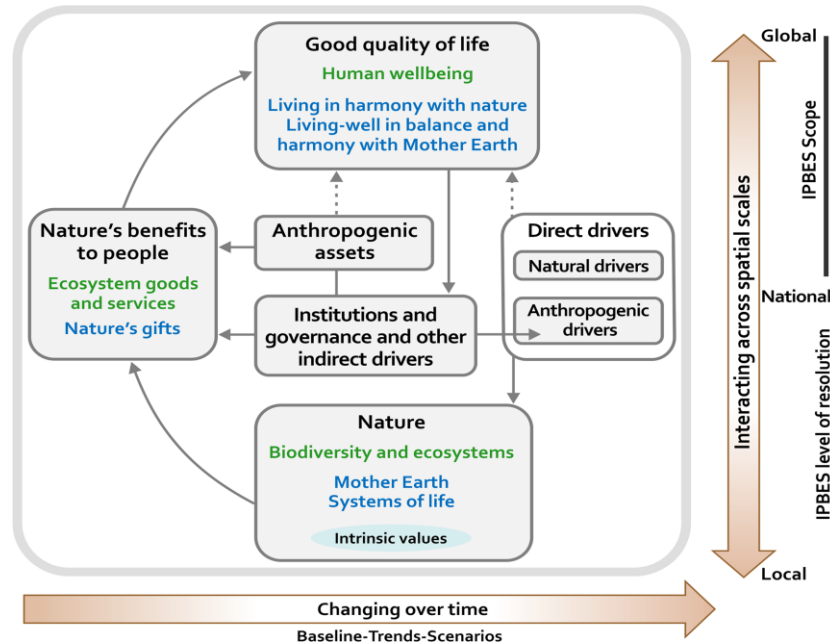 Good quality of life
Human wellbeing
Living in harmony with nature
Living-well in balance and
harmony with Mother Earth
Nature's benefits
to people
Ecosystem goods
and services
Nature's gifts
Anthropogenic
assets
Direct drivers
Natural drivers
Anthropogenic
drivers
Institutions and
governance and other
indirect drivers
Nature
Biodiversity and ecosystems
Mother Earth
Systems of life
Intrinsic values
Changing over time
Baseline-Trends-Scenarios
Interacting across spatial scales
Global
National
Local
IPBES Scope
IPBES level of resolution